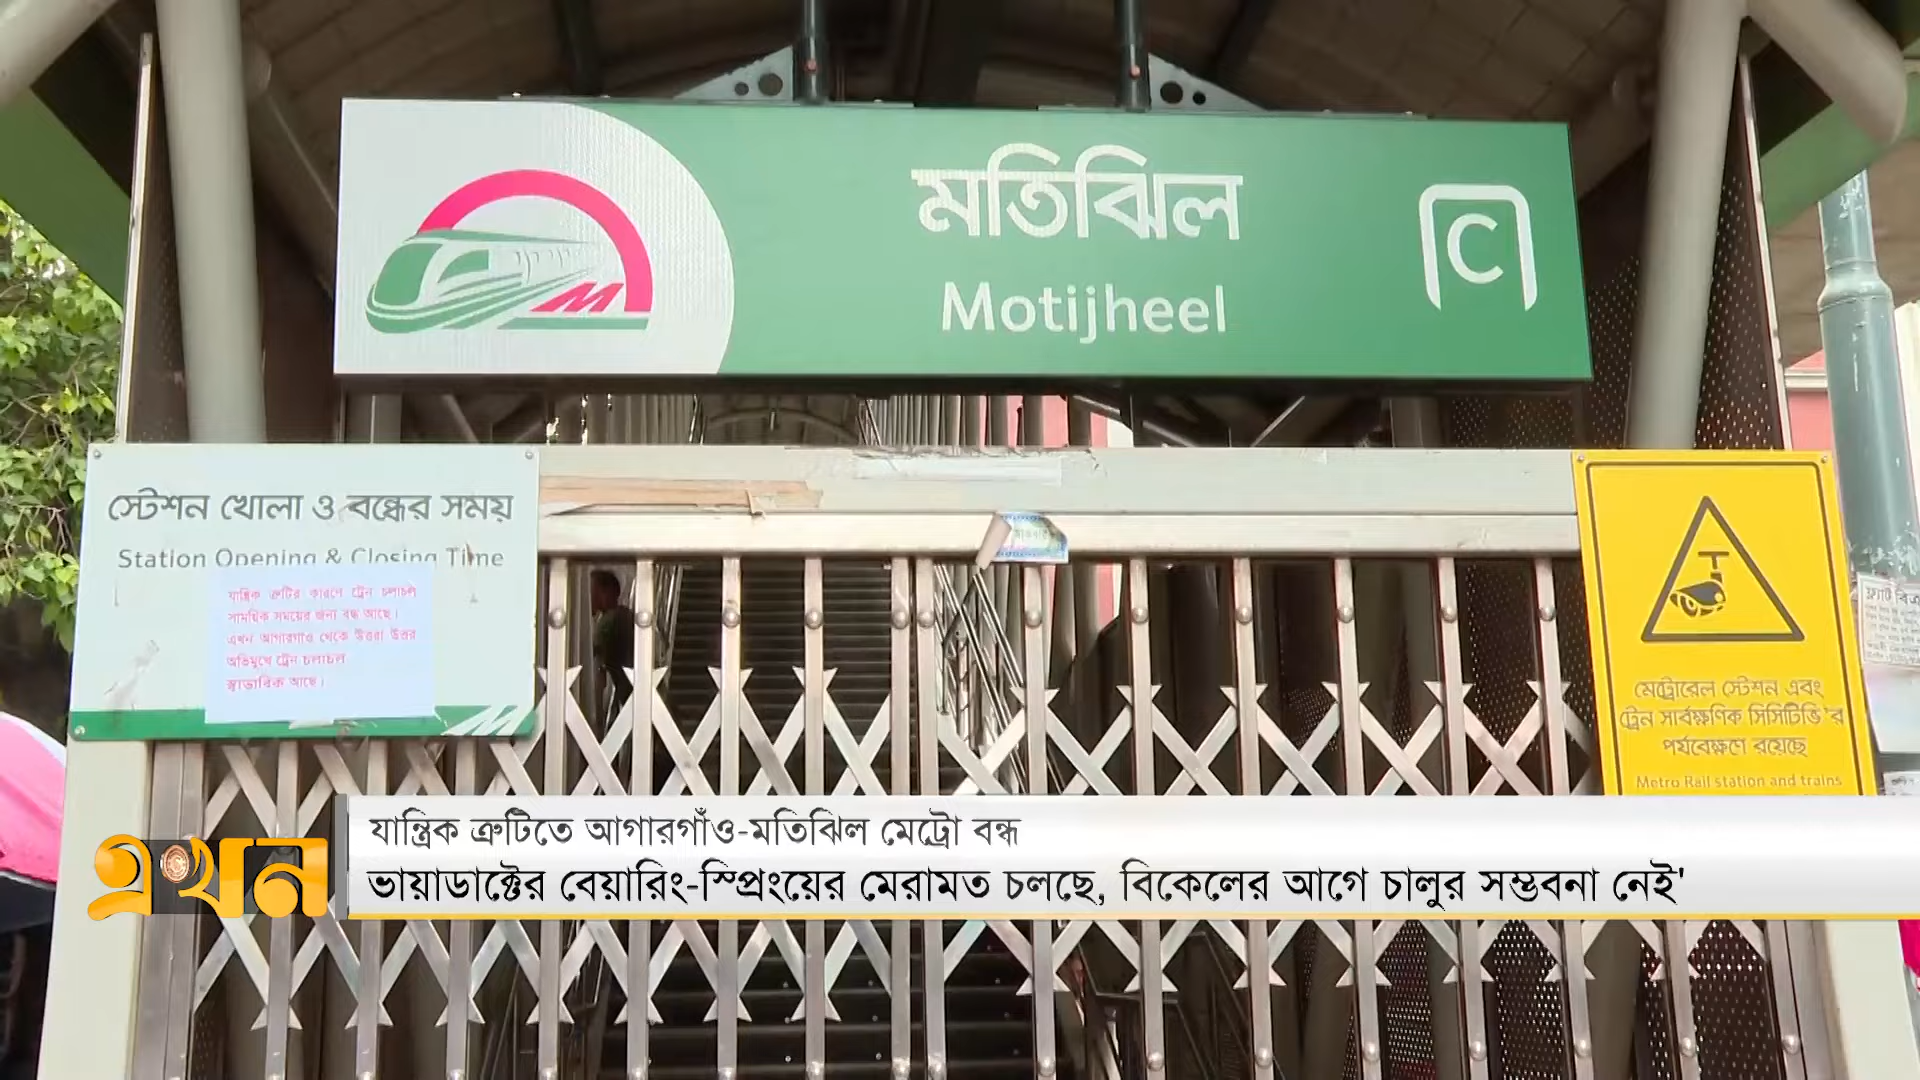 মতিঝিল
Motijheel
C
স্টেশন খোলা ও বন্ধের সময়
Station Opening & Closing Time
যান্ত্রিক ত্রুটির কারণে ট্রেন চলাচল
সাময়িক সময়ের জন্য বন্ধ আছে।
এখন আগারগাও থেকে উত্তরা উত্তর
অভিমুখে ট্রেন চলাচল
স্বাভাবিক আছে।
মেট্রোরেল স্টেশন এবং
ট্রেন সার্বক্ষণিক সিসিটিভি'র
পর্যবেক্ষণে রয়েছে
Metro Rail station and trains
যান্ত্রিক ত্রুটিতে আগারগাঁও-মতিঝিল মেট্রো বন্ধ
এখন
ভায়াডাক্টের বেয়ারিং-স্প্রিংয়ের মেরামত চলছে, বিকেলের আগে চালুর সম্ভবনা নেই'